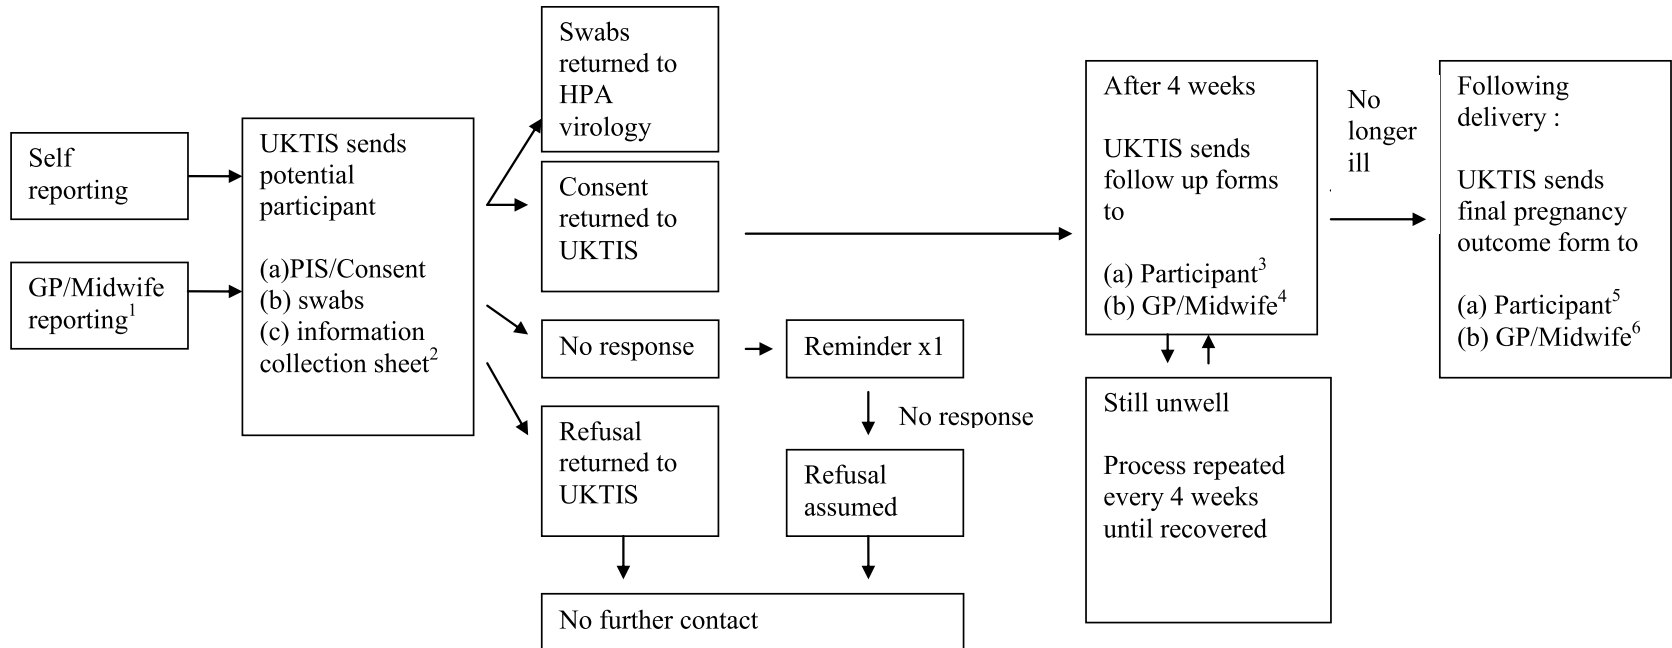 Self
reporting
GP/Midwife
reporting1
UKTIS sends
potential
participant
(a)PIS/Consent
(b) swabs
(c) information
collection sheet2
Swabs
returned to
HPA
virology
Consent
returned to
UKTIS
No response
Refusal
returned to
UKTIS
Reminder x1
No response
Refusal
assumed
No further contact
After 4 weeks
UKTIS sends
follow up forms
to
(a) Participant3
(b) GP/Midwife4
Still unwell
Process repeated
every 4 weeks
until recovered
No
longer
ill
Following
delivery :
UKTIS sends
final pregnancy
outcome form to
(a) Participant5
(b) GP/Midwife6